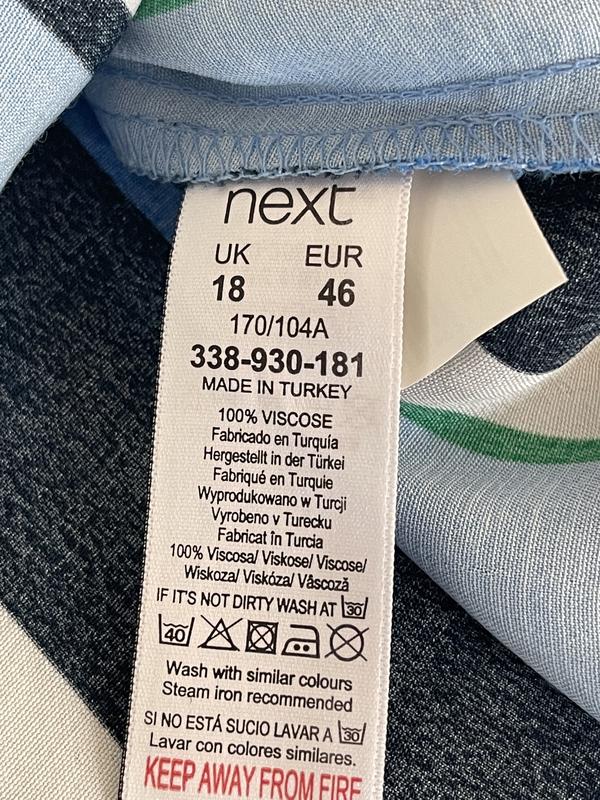 next
UK EUR
18 46
170/104A
338-930-181
MADE IN TURKEY
100% VISCOSE
Fabricado en Turquía
Hergestellt in der Türkei
Fabriqué en Turquie
Wyprodukowano w Turcji
Vyrobeno v Turecku
Fabricat în Turcia
100% Viscosa/ Viskose/ Viscose/
Wiskoza/ Viskóza/ Vâscoză
IF IT'S NOT DIRTY WASH AT 30
40
Wash with similar colours
Steam iron recommended
SI NO ESTÁ SUCIO LAVAR A 30
Lavar con colores similares.
KEEP AWAY FROM FIRE